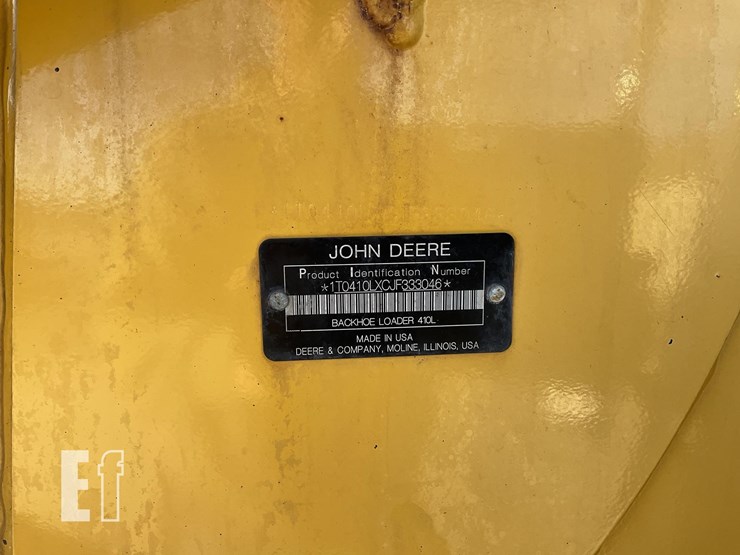 JOHN DEERE
Product Identification Number
*1T0410LXCJF333046*
BACKHOE LOADER 410L
MADE IN USA
DEERE & COMPANY, MOLINE, ILLINOIS, USA
Ef